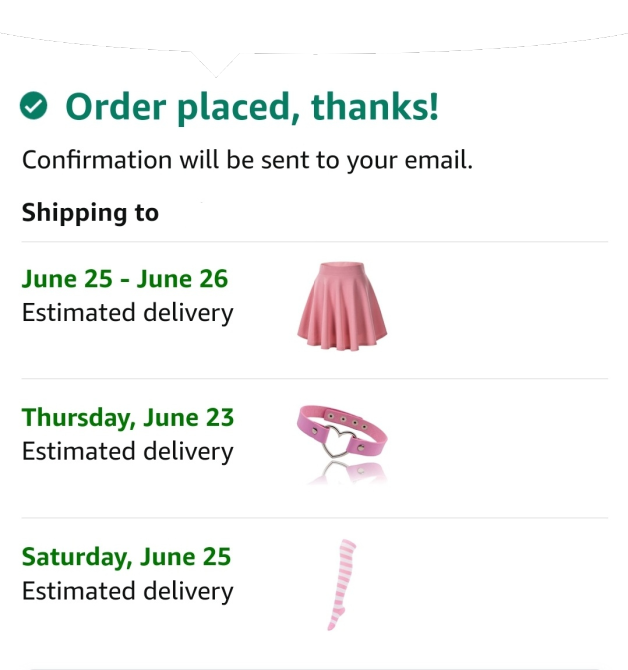 Order placed, thanks!
Confirmation will be sent to your email.
Shipping to
June 25 - June 26
Estimated delivery
Thursday, June 23
Estimated delivery
Saturday, June 25
Estimated delivery